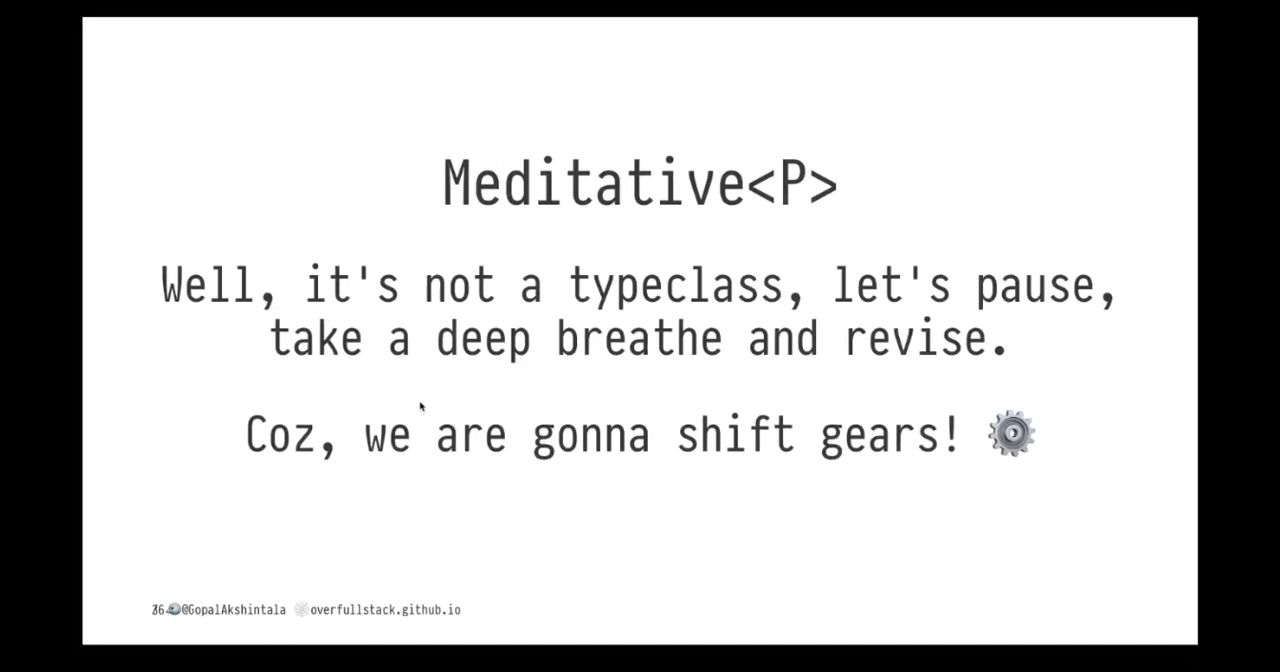 Meditative<P>
Well, it's not a typeclass, let's pause,
take a deep breathe and revise.
Coz, we are gonna shift gears!
@GopalAkshintala overfullstack.github.io